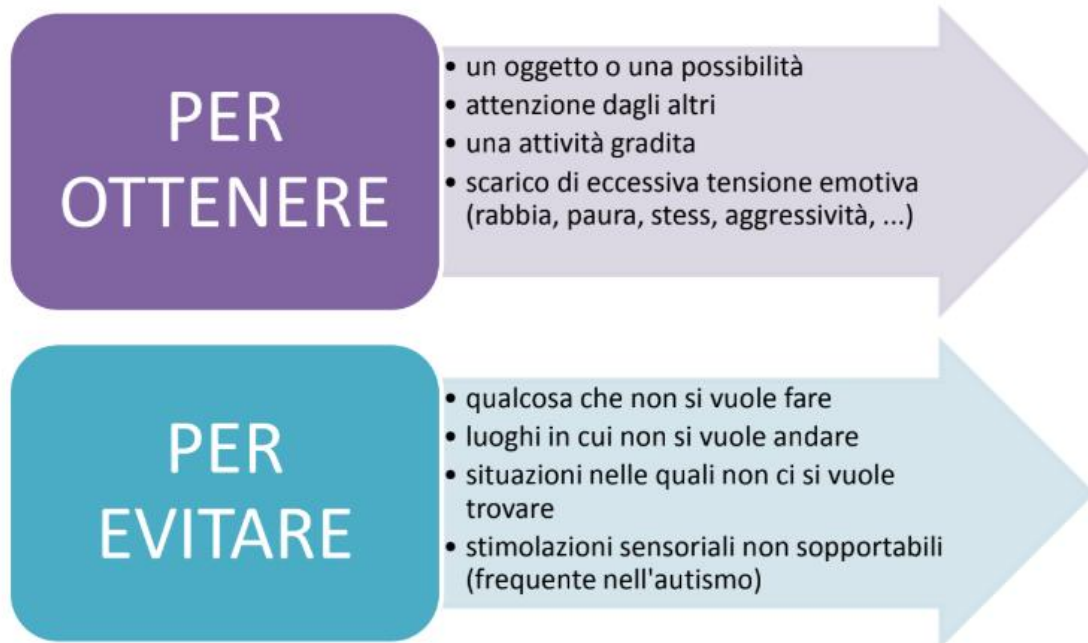 PER
OTTENERE
• un oggetto o una possibilità
• attenzione dagli altri
• una attività gradita
• scarico di eccessiva tensione emotiva
(rabbia, paura, stress, aggressività, ...)
PER
EVITARE
• qualcosa che non si vuole fare
• luoghi in cui non si vuole andare
• situazioni nelle quali non ci si vuole
trovare
• stimolazioni sensoriali non sopportabili
(frequente nell'autismo)